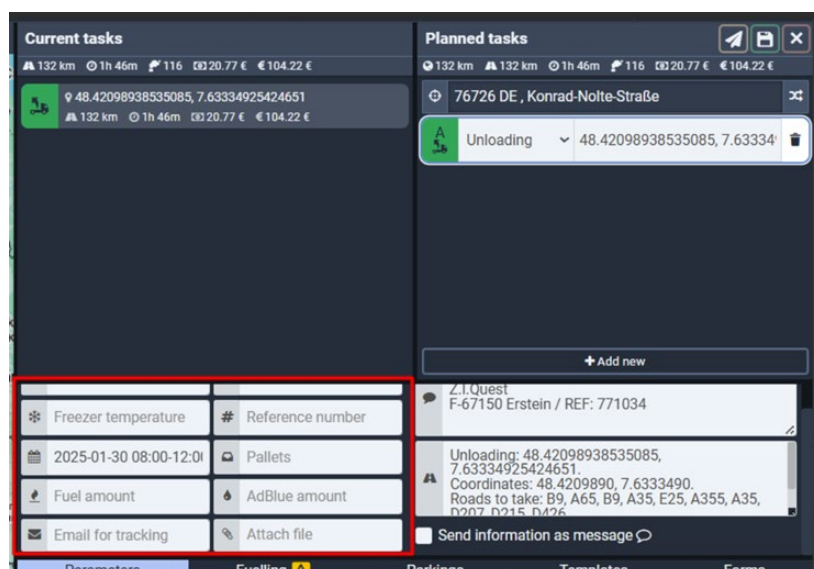 Current tasks
132 km 1h 46m 116 20.77 € €104.22 €
48.42098938535085, 7.63334925424651
132 km 1h 46m 20.77 € €104.22 €
Planned tasks
132 km 132 km 1h 46m 116 20.77 € €104.22 €
76726 DE , Konrad-Nolte-Straße
A
Unloading 48.42098938535085, 7.63334
+ Add new
Freezer temperature # Reference number
2025-01-30 08:00-12:00 Pallets
Fuel amount AdBlue amount
Email for tracking Attach file
Z.I.Quest
F-67150 Erstein / REF: 771034
Unloading: 48.42098938535085,
7.63334925424651.
Coordinates: 48.4209890, 7.6333490.
Roads to take: B9, A65, B9, A35, E25, A355, A35,
D207, D215, D426
Send information as message
Parameters Fuelling Parkings Templates Forms